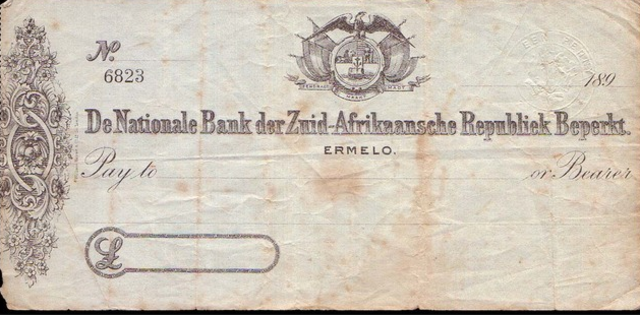 No. 6823
189
De Nationale Bank der Zuid-Afrikaansche Republiek Beperkt.
ERMELO.
Pay to or Bearer
£